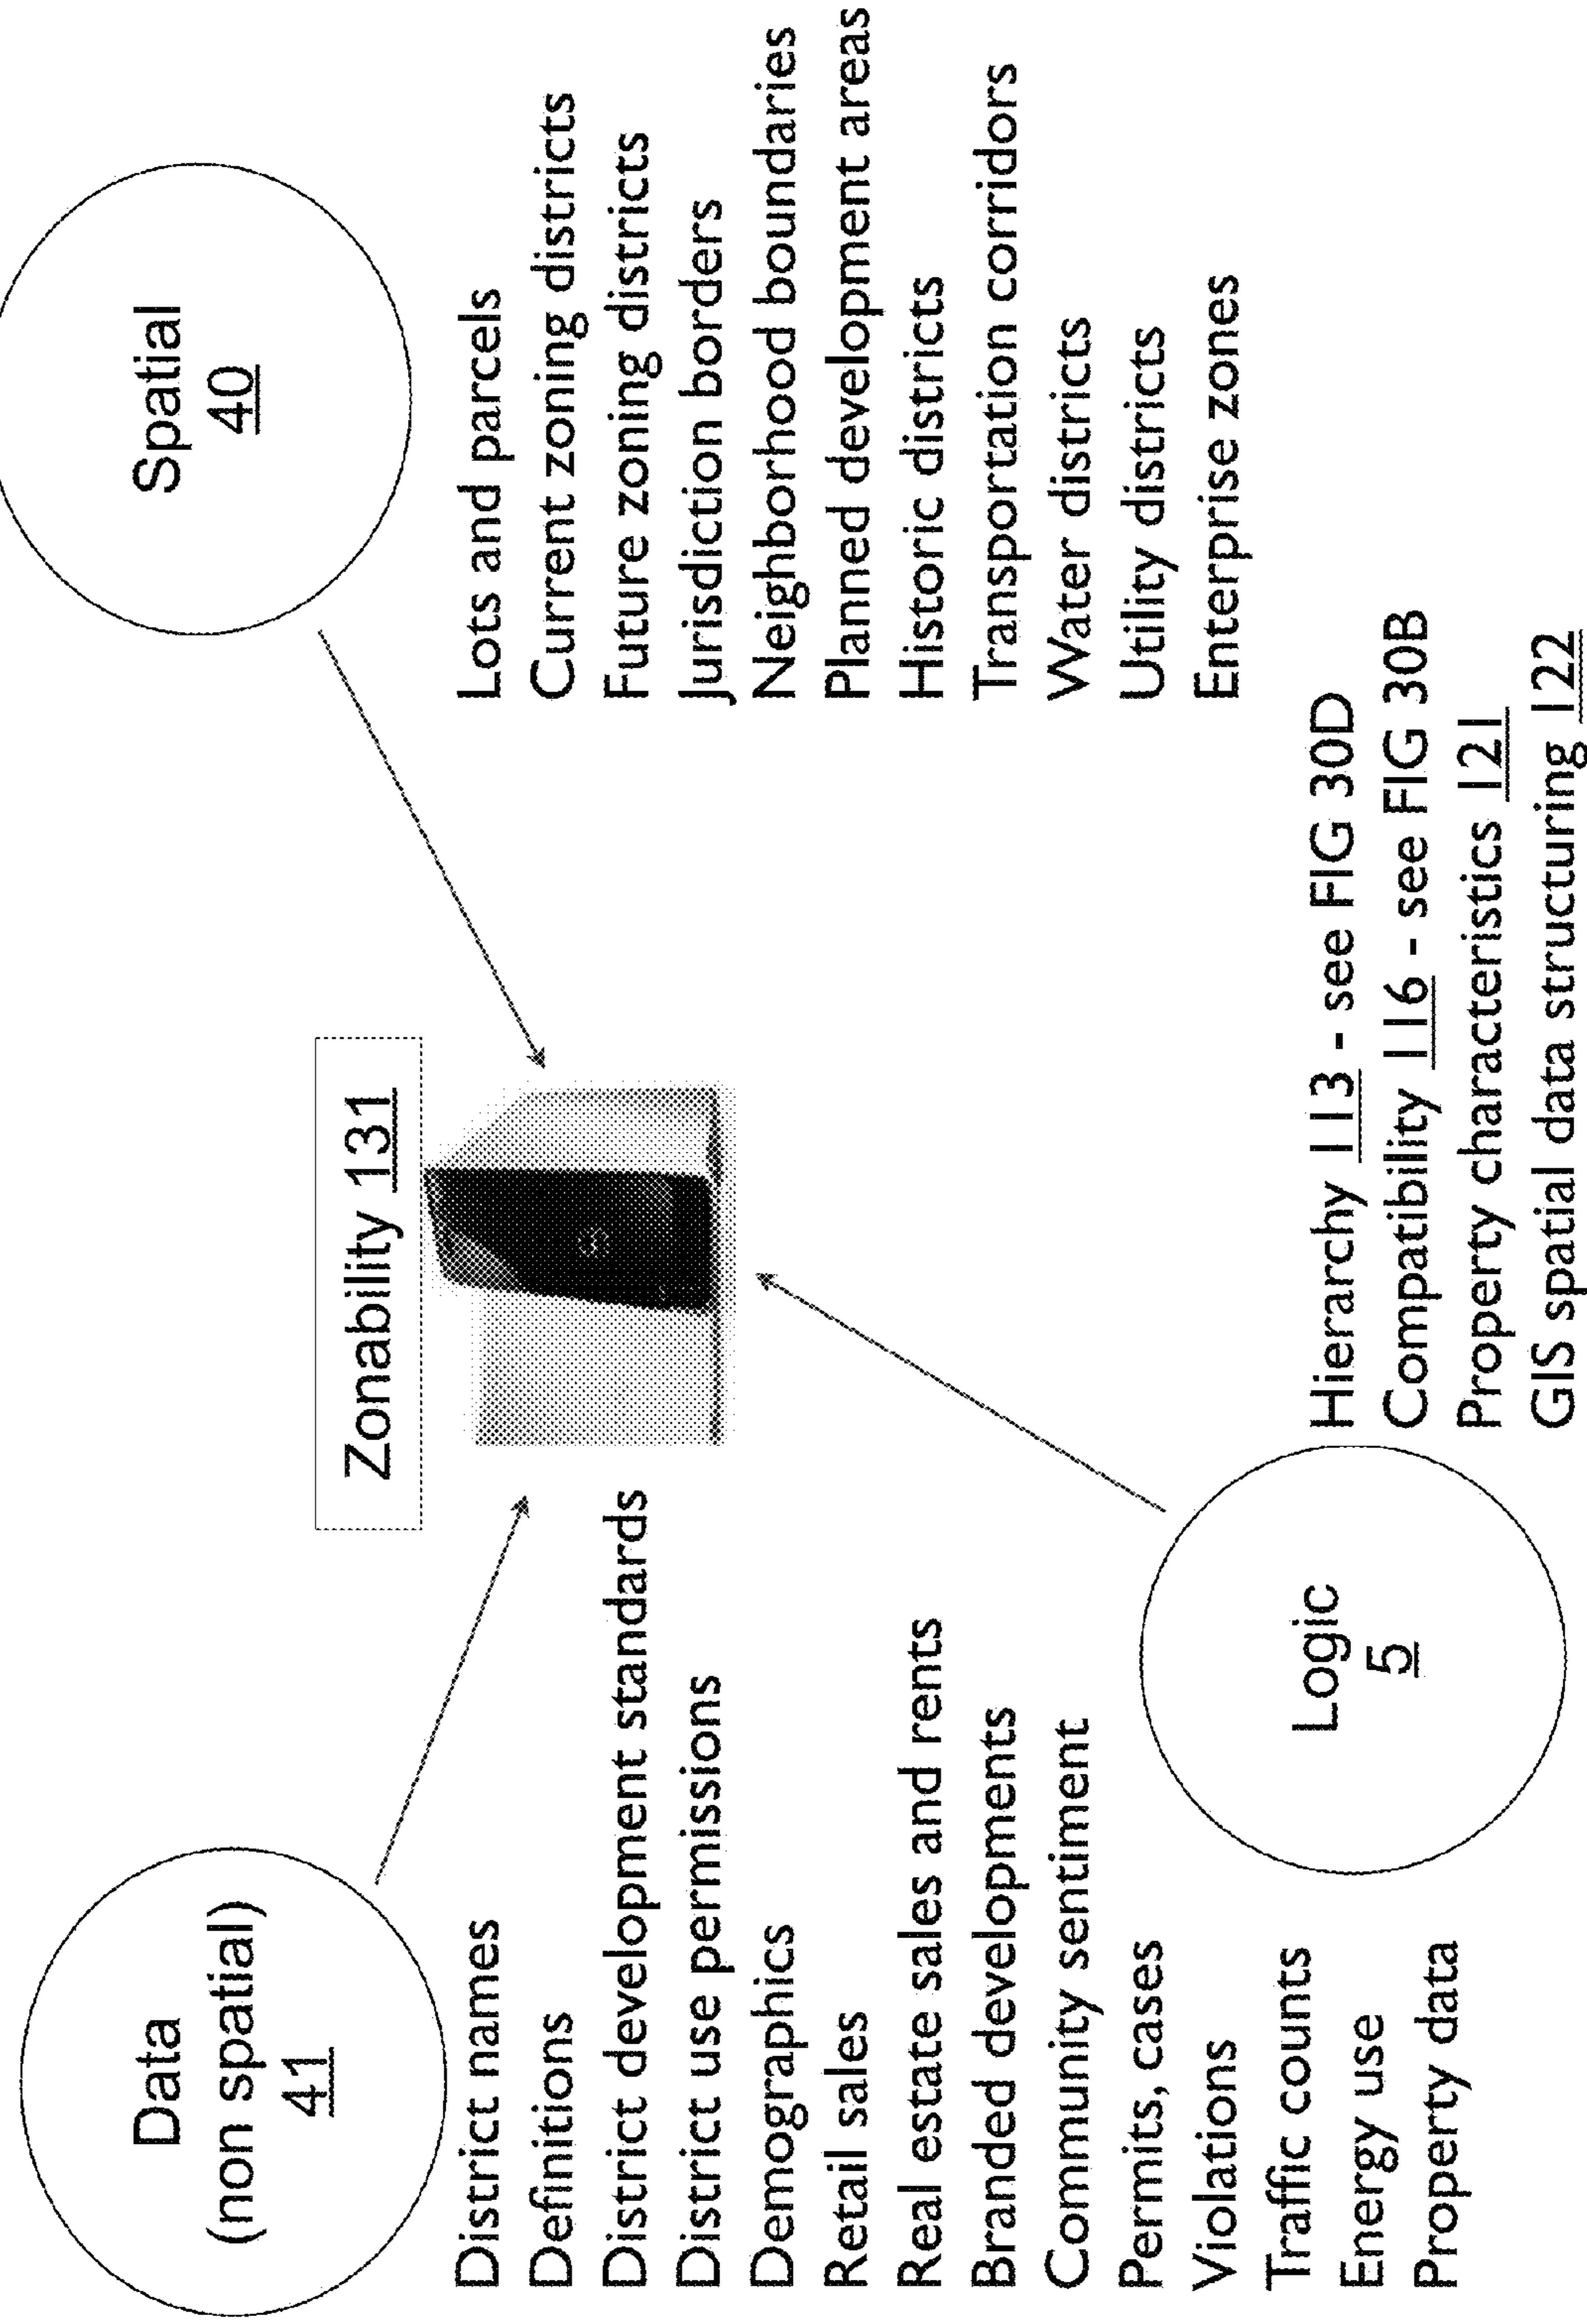 Data
(non spatial)
41
District names
Definitions
District development standards
District use permissions
Demographics
Retail sales
Real estate sales and rents
Branded developments
Community sentiment
Permits, cases
Violations
Traffic counts
Energy use
Property data
Zonability 131
Spatial
40
Lots and parcels
Current zoning districts
Future zoning districts
Jurisdiction borders
Neighborhood boundaries
Planned development areas
Historic districts
Transportation corridors
Water districts
Utility districts
Enterprise zones
Logic
5
Hierarchy 113 - see FIG 30D
Compatibility 116 - see FIG 30B
Property characteristics 121
GIS spatial data structuring 122